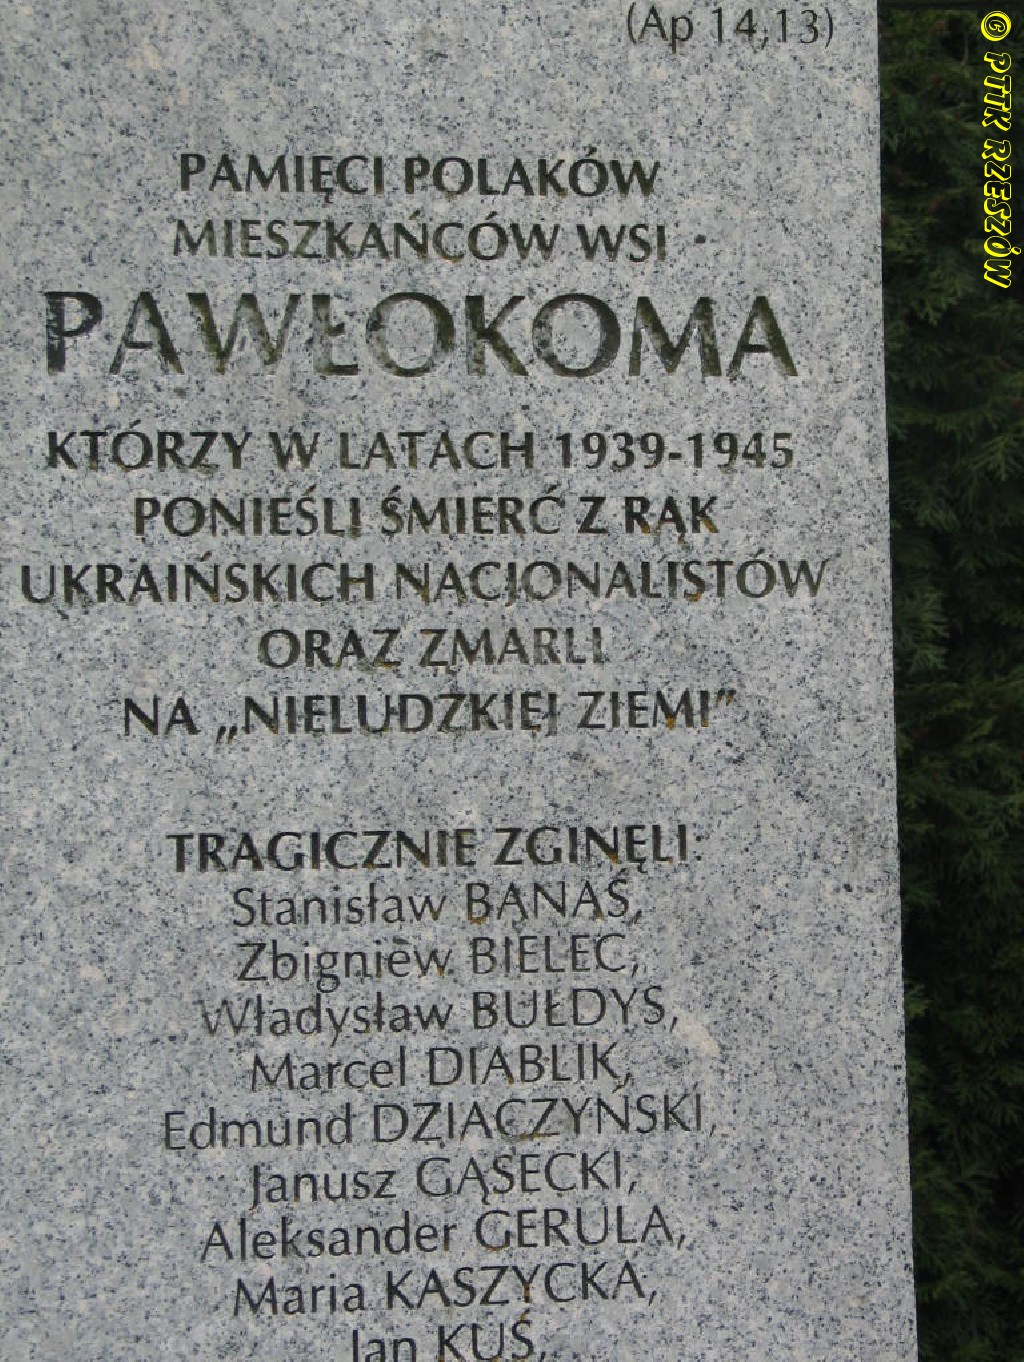 (Ap 14,13)
PAMIĘCI POLAKÓW
MIESZKAŃCÓW WSI
PAWŁOKOMA
KTÓRZY W LATACH 1939-1945
PONIEŚLI ŚMIERĆ Z RĄK
UKRAIŃSKICH NACJONALISTÓW
ORAZ ZMARLI
NA „NIELUDZKIEJ ZIEMI”
TRAGICZNIE ZGINĘLI:
Stanisław BANAŚ,
Zbigniew BIELEC,
Władysław BUŁDYS,
Marcel DIABLIK,
Edmund DZIACZYŃSKI,
Janusz GĄSECKI,
Aleksander GERULA,
Maria KASZYCKA,
Jan KUŚ,
© PTTK RZESZÓW